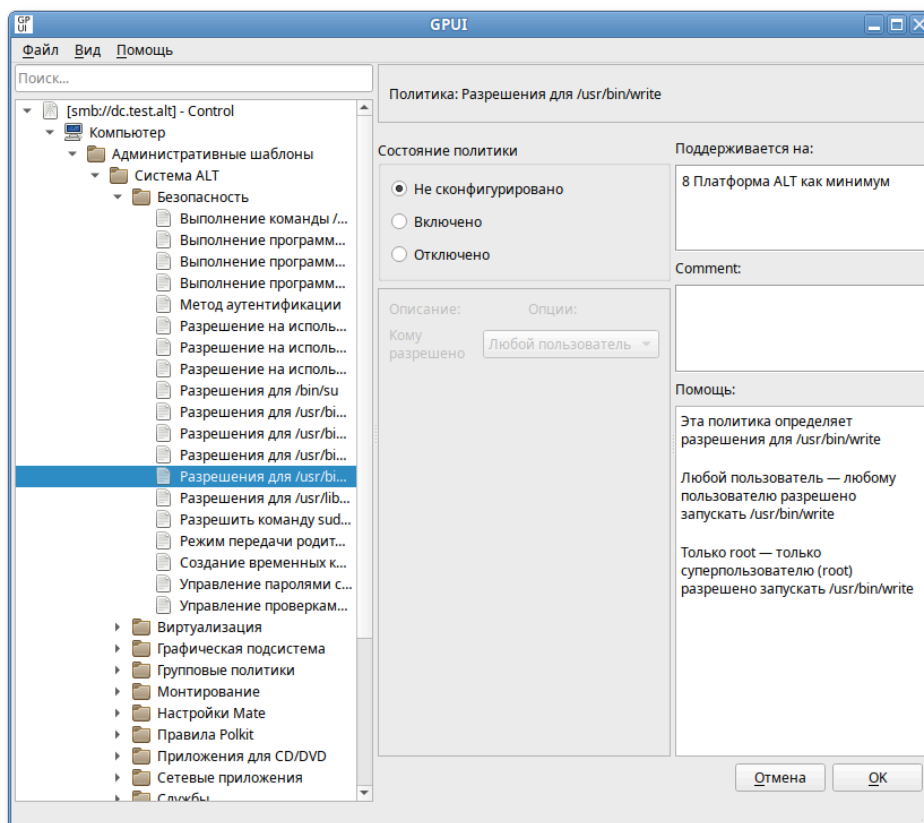 GP
UI
GPUI
Файл Вид Помощь
Поиск...
[smb://dc.test.alt] - Control
Компьютер
Административные шаблоны
Система ALT
Безопасность
Выполнение команды /...
Выполнение программ...
Выполнение программ...
Выполнение программ...
Метод аутентификации
Разрешение на исполь...
Разрешение на исполь...
Разрешение на исполь...
Разрешения для /bin/su
Разрешения для /usr/bi...
Разрешения для /usr/bi...
Разрешения для /usr/bi...
Разрешения для /usr/bi...
Разрешения для /usr/lib...
Разрешить команду sud...
Режим передачи родит...
Создание временных к...
Управление паролями с...
Управление проверкам...
Виртуализация
Графическая подсистема
Групповые политики
Монтирование
Настройки Mate
Правила Polkit
Приложения для CD/DVD
Сетевые приложения
Службы
Политика: Разрешения для /usr/bin/write
Состояние политики
Не сконфигурировано
Включено
Отключено
Описание: Опции:
Кому
разрешено
Любой пользователь
Поддерживается на:
8 Платформа ALT как минимум
Comment:
Помощь:
Эта политика определяет
разрешения для /usr/bin/write
Любой пользователь — любому
пользователю разрешено
запускать /usr/bin/write
Только root — только
суперпользователю (root)
разрешено запускать /usr/bin/write
Отмена OK